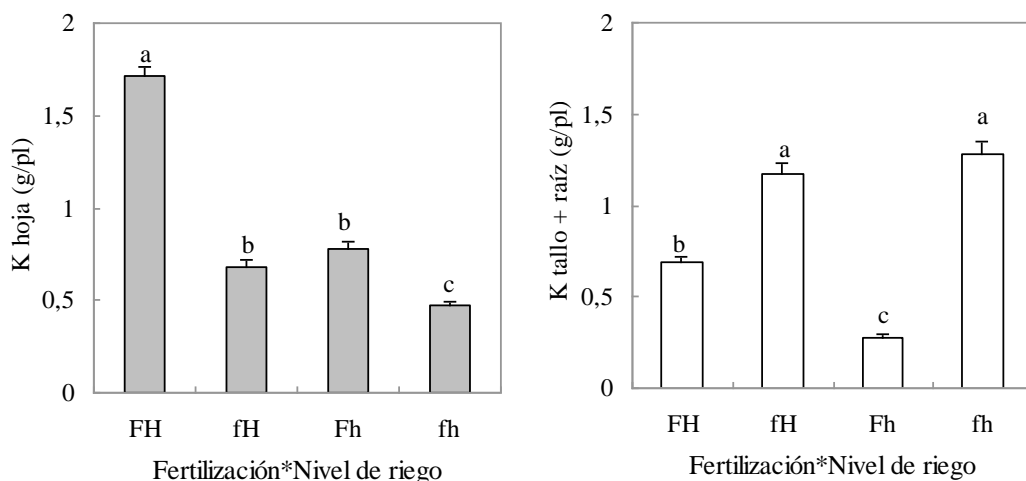 K hoja (g/pl)
2
1,5
1
0,5
0
a
b
b
c
FH fH Fh fh
Fertilización*Nivel de riego
K tallo + raíz (g/pl)
2
1,5
1
0,5
0
b
a
c
a
FH fH Fh fh
Fertilización*Nivel de riego